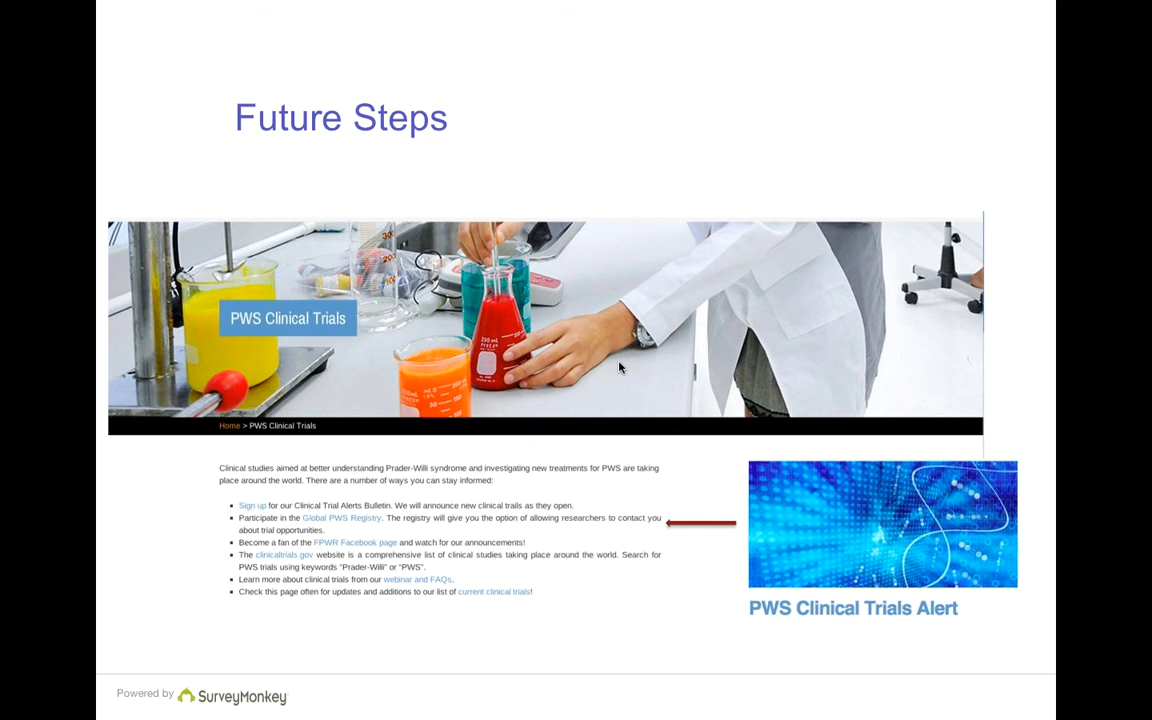 Future Steps
PWS Clinical Trials
Home > PWS Clinical Trials
Clinical studies aimed at better understanding Prader-Willi syndrome and investigating new treatments for PWS are taking
place around the world. There are a number of ways you can stay informed:
Sign up for our Clinical Trial Alerts Bulletin. We will announce new clinical trails as they open.
Participate in the Global PWS Registry. The registry will give you the option of allowing researchers to contact you
about trial opportunities.
Become a fan of the FPWR Facebook page and watch for our announcements!
The clinicaltrials.gov website is a comprehensive list of clinical studies taking place around the world. Search for
PWS trials using keywords “Prader-Willi” or “PWS”.
Learn more about clinical trials from our webinar and FAQs.
Check this page often for updates and additions to our list of current clinical trials!
PWS Clinical Trials Alert
Powered by SurveyMonkey